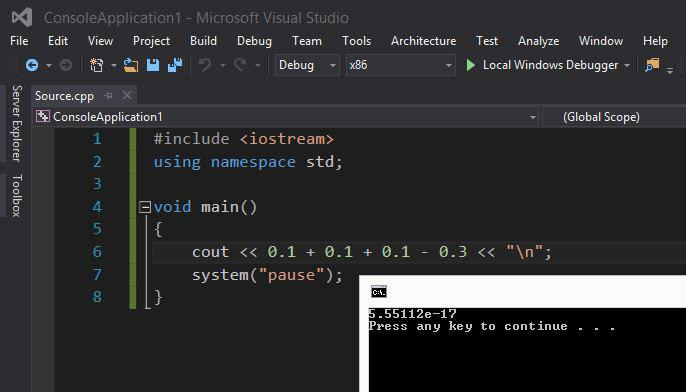 ConsoleApplication1 - Microsoft Visual Studio
File Edit View Project Build Debug Team Tools Architecture Test Analyze Window Help
Debug x86 Local Windows Debugger
Server Explorer
Toolbox
Source.cpp
ConsoleApplication1 (Global Scope)
1 #include <iostream>
2 using namespace std;
3
4 void main()
5 {
6 cout << 0.1 + 0.1 + 0.1 - 0.3 << "\n";
7 system("pause");
8 }
C:\.
5.55112e-17
Press any key to continue . . .